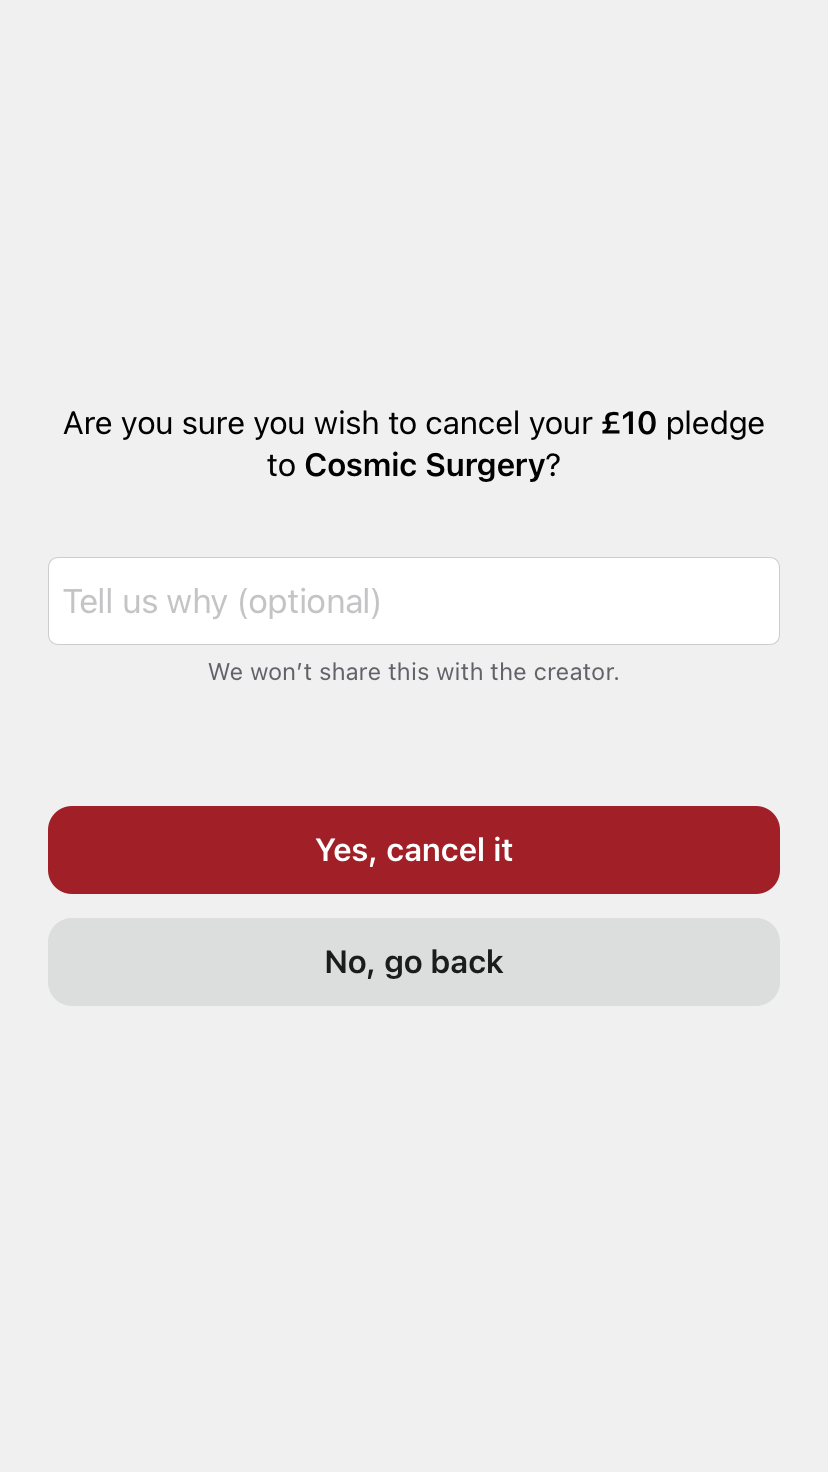 Are you sure you wish to cancel your £10 pledge
to Cosmic Surgery?
Tell us why (optional)
We won’t share this with the creator.
Yes, cancel it
No, go back